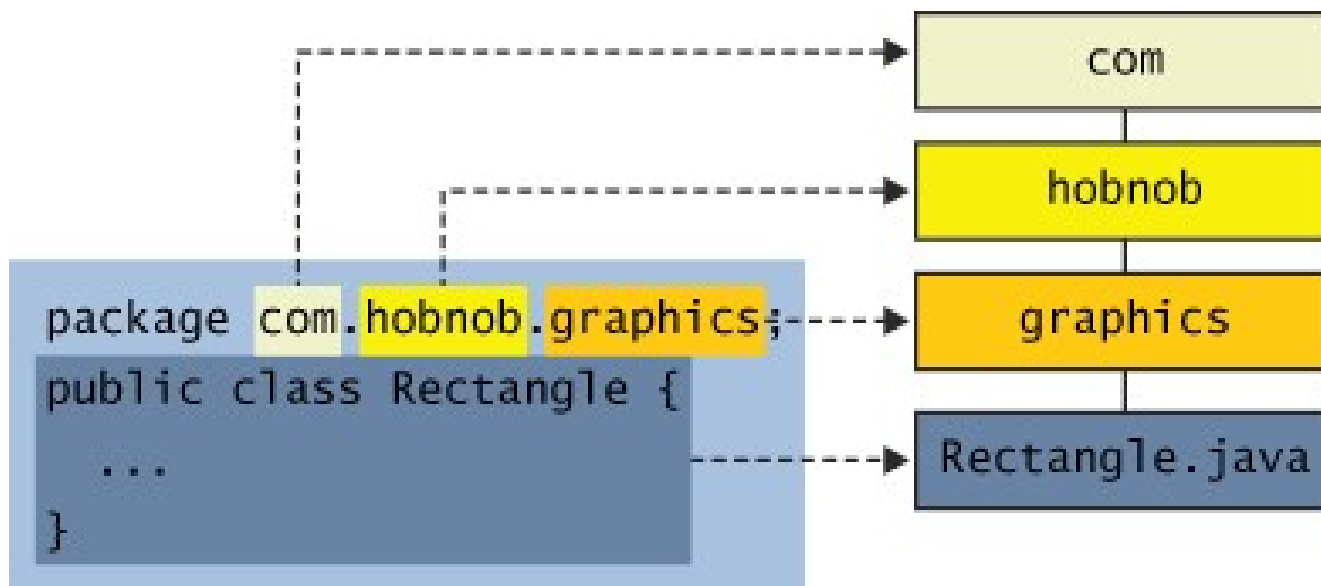 com
hobnob
package com.hobnob.graphics;
graphics
public class Rectangle {
...
Rectangle.java
}